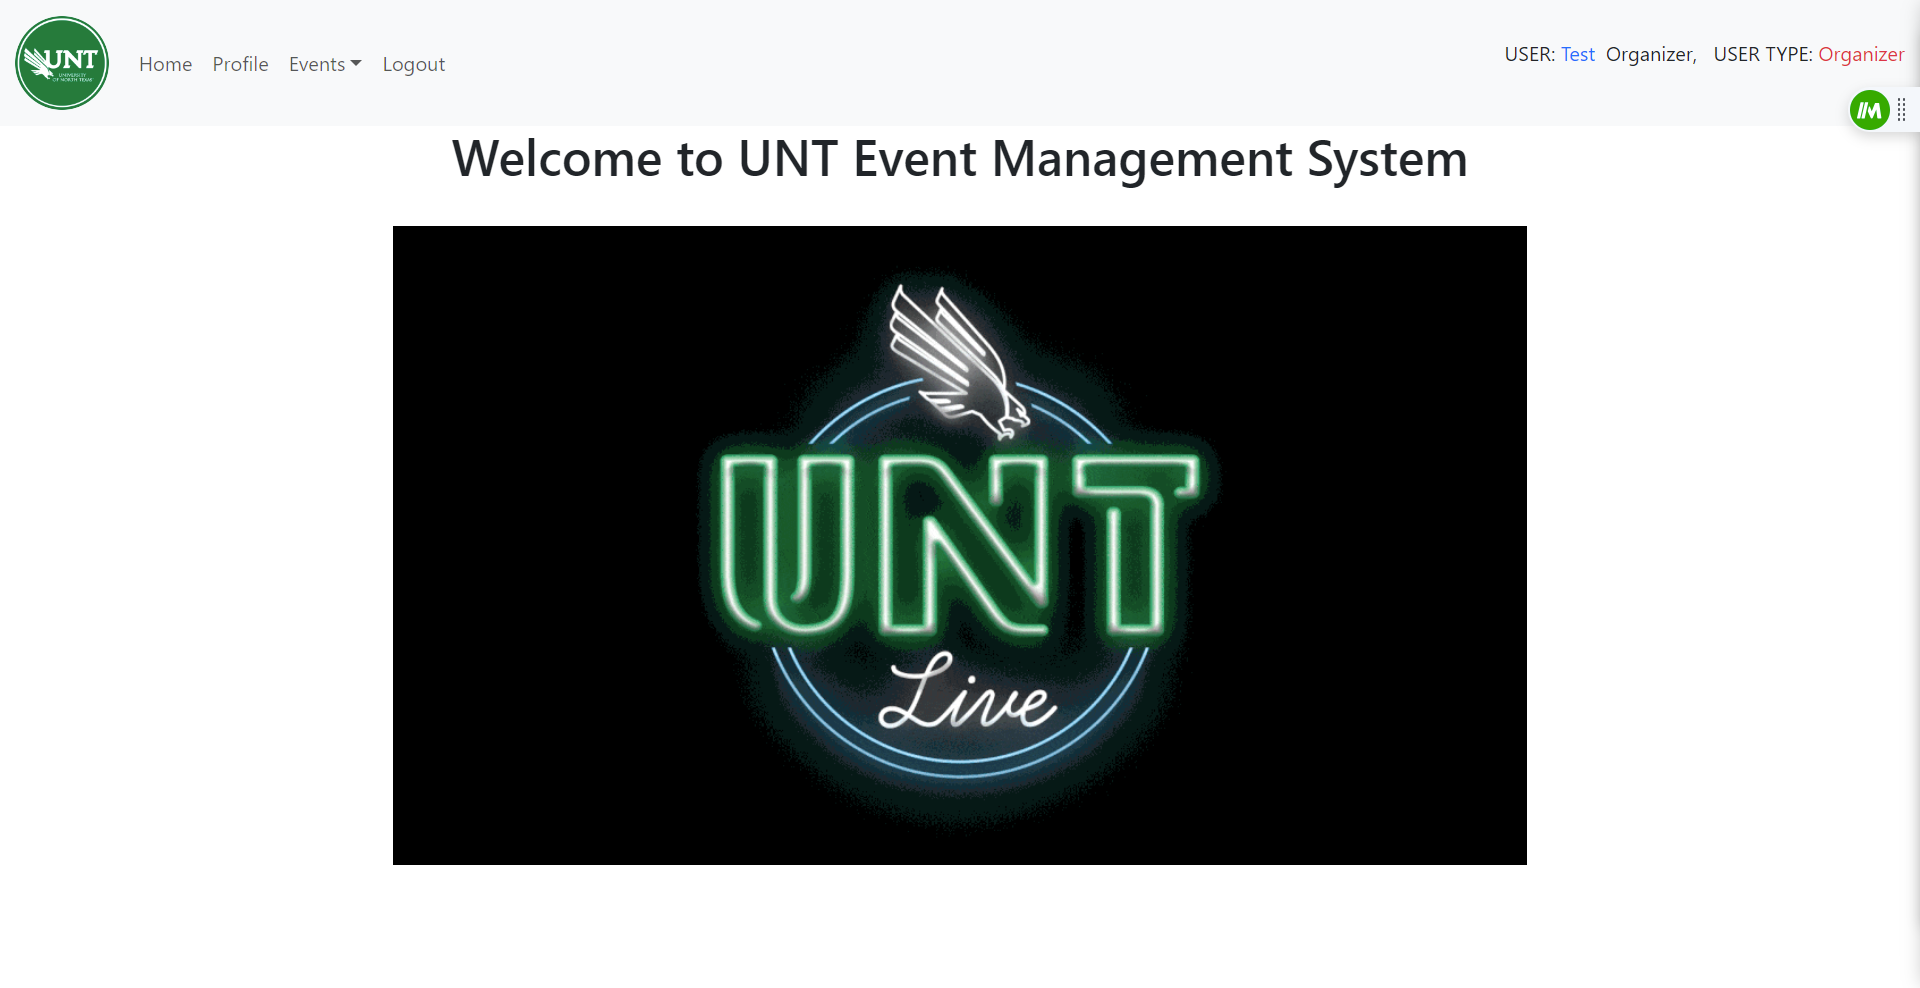 UNT
UNIVERSITY
OF NORTH TEXAS
Home Profile Events Logout
USER: Test Organizer, USER TYPE: Organizer
Welcome to UNT Event Management System
UNT
Live